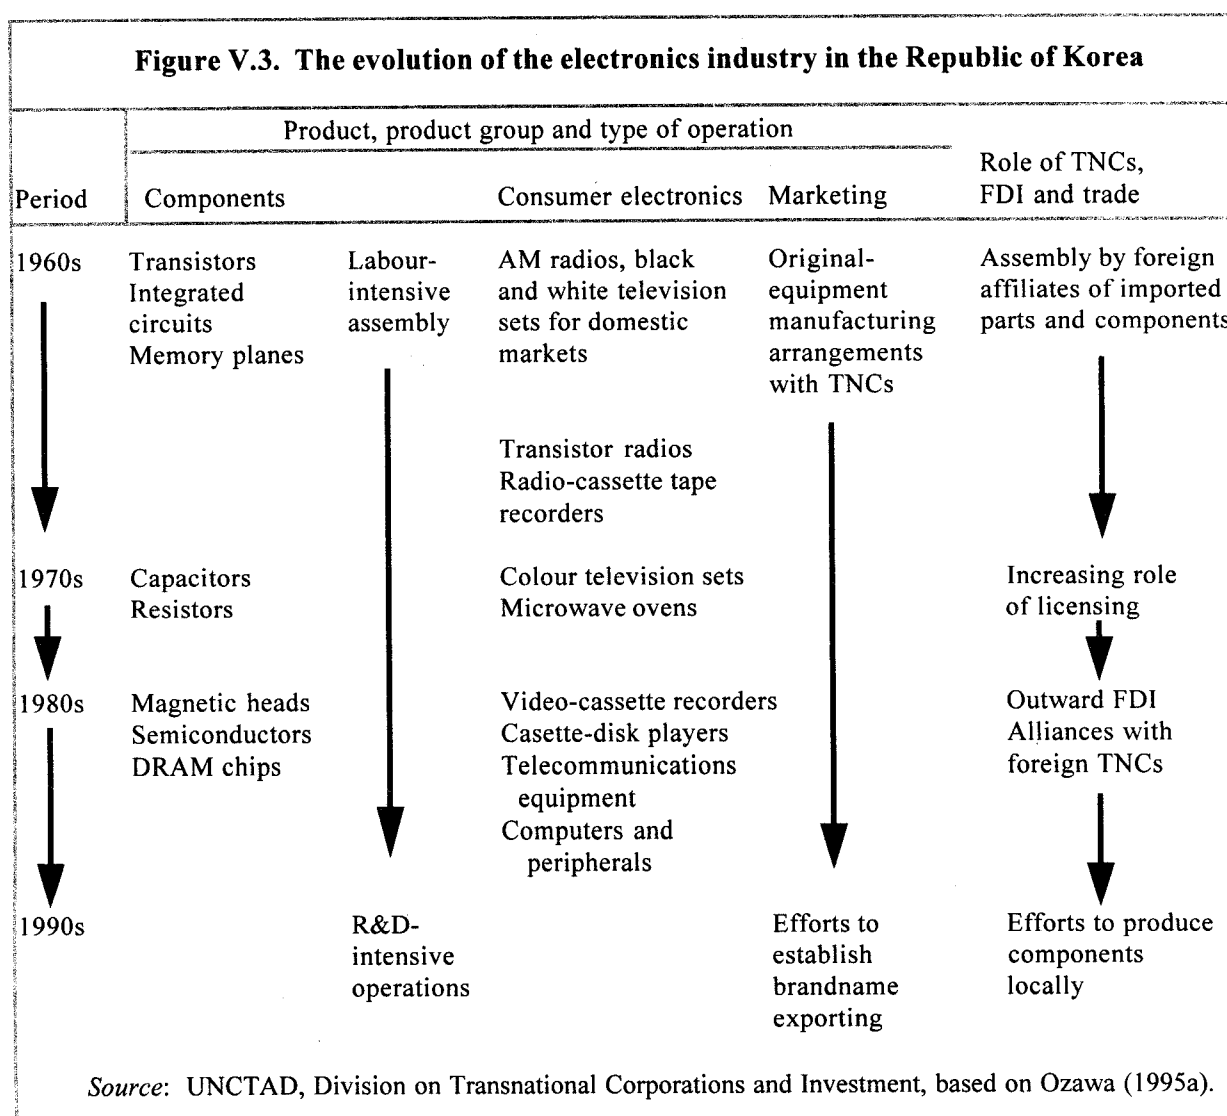 Figure V.3. The evolution of the electronics industry in the Republic of Korea
Product, product group and type of operation
Role of TNCs,
FDI and trade
Period Components Consumer electronics Marketing
1960s Transistors Labour- AM radios, black Original- Assembly by foreign
Integrated intensive and white television equipment affiliates of imported
circuits assembly sets for domestic manufacturing parts and components
Memory planes markets arrangements
with TNCs
Transistor radios
Radio-cassette tape
recorders
1970s Capacitors Colour television sets Increasing role
Resistors Microwave ovens of licensing
1980s Magnetic heads Video-cassette recorders Outward FDI
Semiconductors Casette-disk players Alliances with
DRAM chips Telecommunications foreign TNCs
equipment
Computers and
peripherals
1990s R&D- Efforts to Efforts to produce
intensive establish components
operations brandname locally
exporting
Source: UNCTAD, Division on Transnational Corporations and Investment, based on Ozawa (1995a).